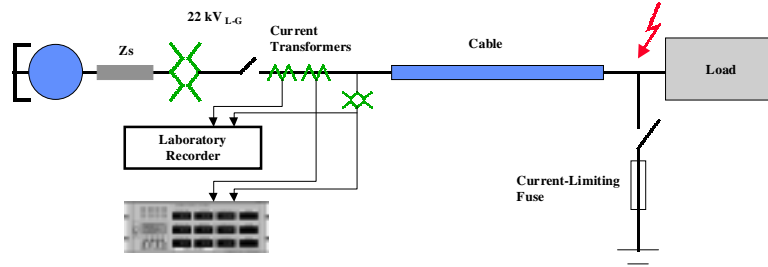 22 kV L-G
Current
Transformers
Zs
Cable
Load
Laboratory
Recorder
Current-Limiting
Fuse